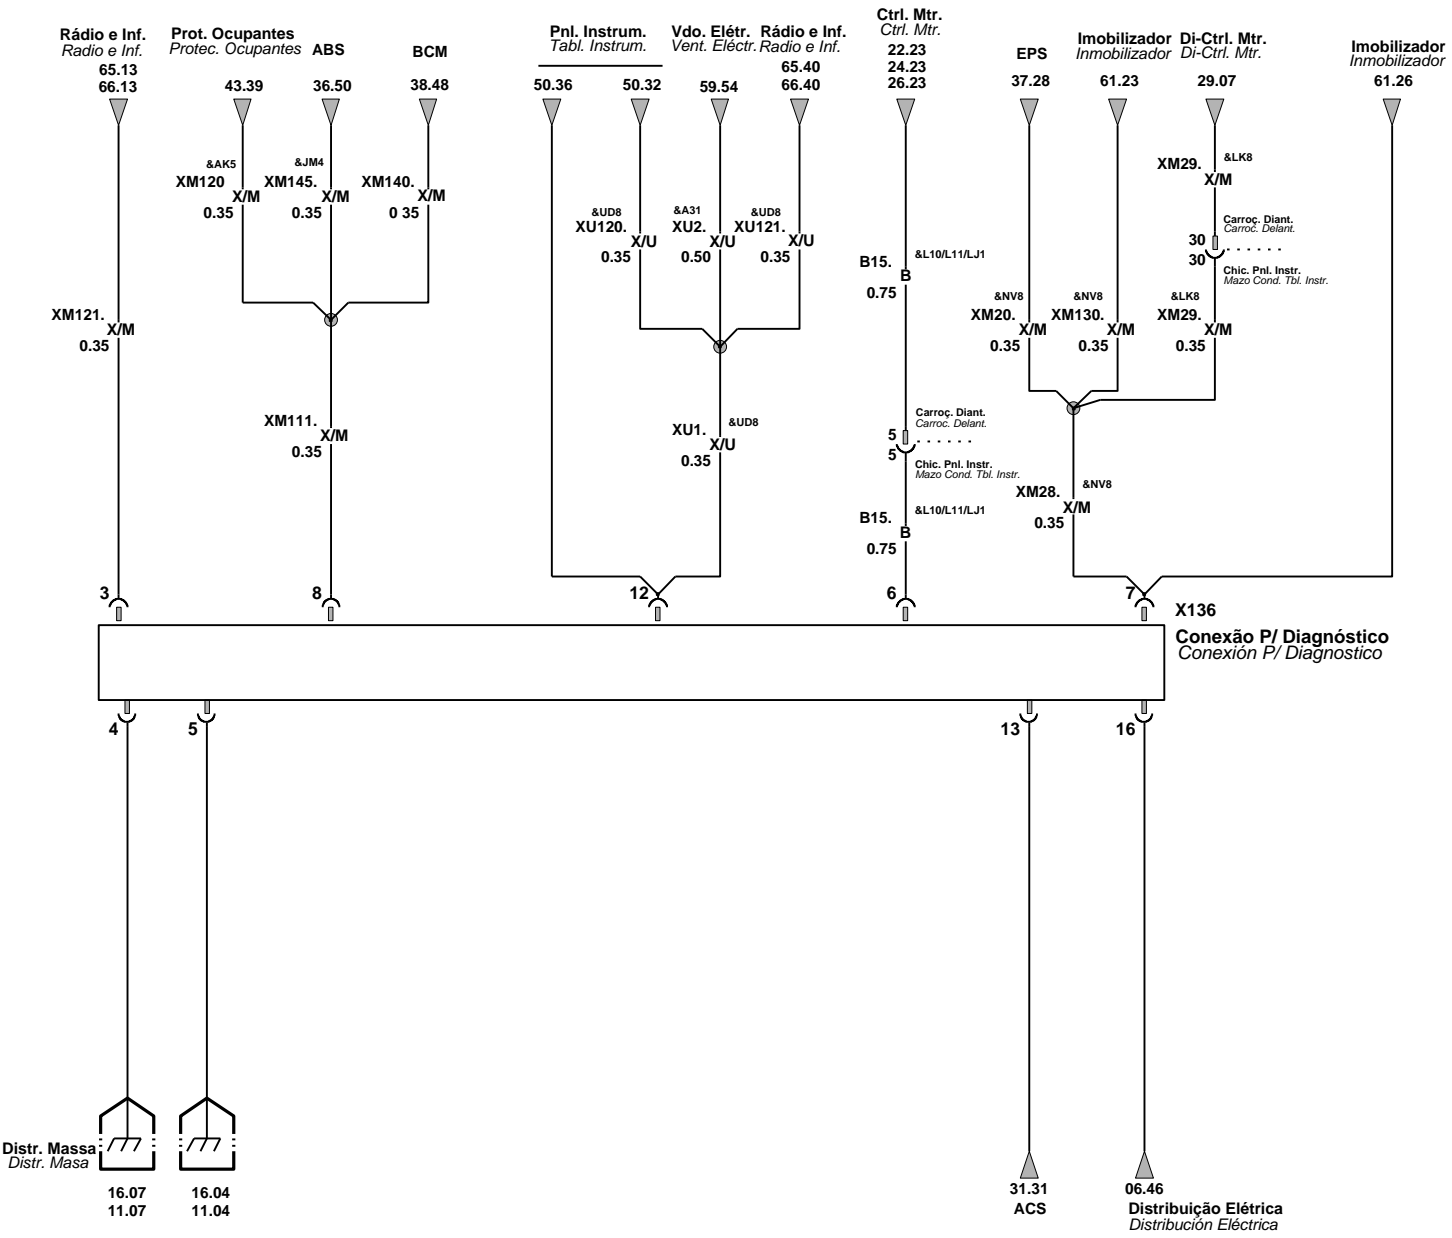 Rádio e Inf.
Radio e Inf.
65.13
66.13
Prot. Ocupantes
Protec. Ocupantes
43.39
ABS
36.50
BCM
38.48
Pnl. Instrum.
Tabl. Instrum.
50.36
50.32
Vdo. Elétr.
Vent. Eléctr.
59.54
Rádio e Inf.
Radio e Inf.
65.40
66.40
Ctrl. Mtr.
Ctrl. Mtr.
22.23
24.23
26.23
EPS
37.28
Imobilizador
Inmobilizador
61.23
Di-Ctrl. Mtr.
Di-Ctrl. Mtr.
29.07
Imobilizador
Inmobilizador
61.26
&AK5
XM120
X/M
0.35
&JM4
XM145.
X/M
0.35
XM140.
X/M
0 35
&UD8
XU120.
X/U
0.35
&A31
XU2.
X/U
0.50
&UD8
XU121.
X/U
0.35
&LK8
XM29.
X/M
Carroç. Diant.
Carroc. Delant.
30
30
Chic. Pnl. Instr.
Mazo Cond. Tbl. Instr.
&L10/L11/LJ1
B15.
B
0.75
XM121.
X/M
0.35
&NV8
XM20.
X/M
0.35
&NV8
XM130.
X/M
0.35
&LK8
XM29.
X/M
0.35
XM111.
X/M
0.35
&UD8
XU1.
X/U
0.35
Carroç. Diant.
Carroc. Delant.
5
5
Chic. Pnl. Instr.
Mazo Cond. Tbl. Instr.
&L10/L11/LJ1
B15.
B
0.75
&NV8
XM28.
X/M
0.35
3
8
12
6
7
X136
Conexão P/ Diagnóstico
Conexión P/ Diagnostico
4
5
13
16
Distr. Massa
Distr. Masa
16.07
11.07
16.04
11.04
31.31
ACS
06.46
Distribuição Elétrica
Distribución Eléctrica